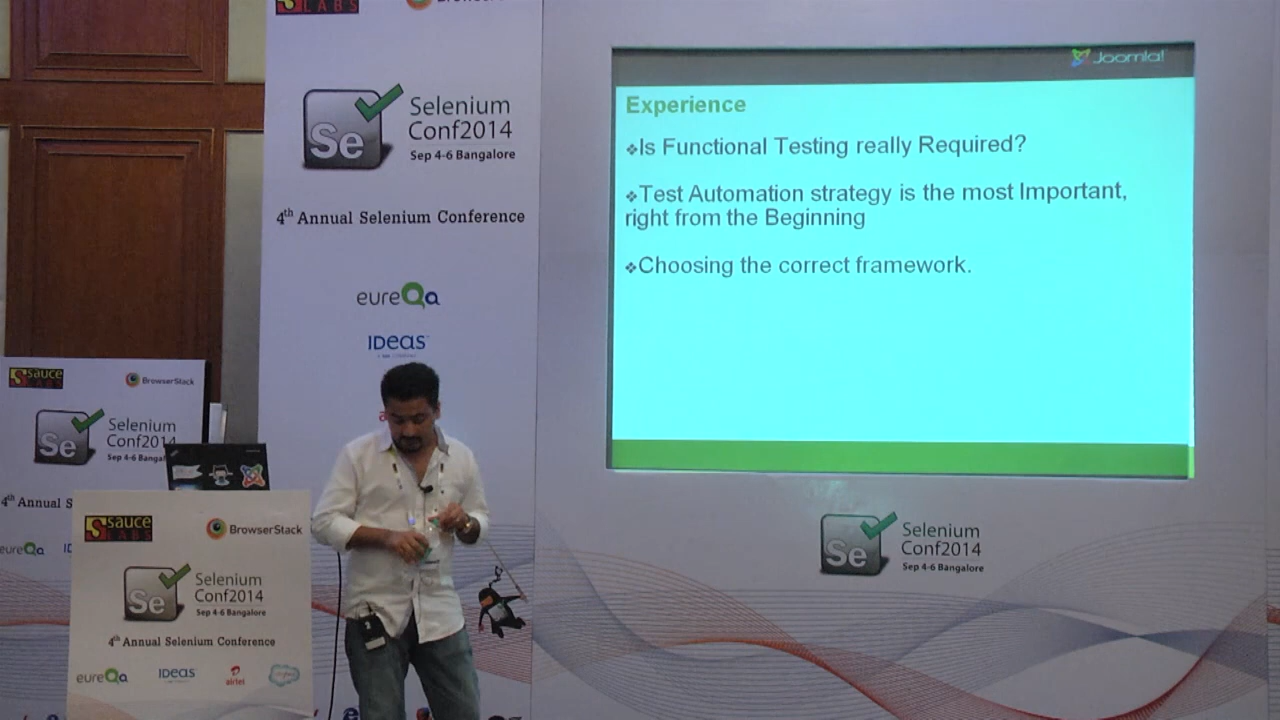 LABS
Selenium
Conf2014
Sep 4-6 Bangalore
Se
4th Annual Selenium Conference
eureQa
IDeas
Joomla!
Experience
❖Is Functional Testing really Required?
❖Test Automation strategy is the most Important,
right from the Beginning
❖Choosing the correct framework.
Se
Selenium
Conf2014
Sep 4-6 Bangalore
sauce
LABS
BrowserStack
Se
Selenium
Conf2014
Sep 4-6
4th Annual
eureQa
sauce
LABS
BrowserStack
Se
Selenium
Conf2014
Sep 4-6 Bangalore
4th Annual Selenium Conference
eureQa
IDeas
airtel